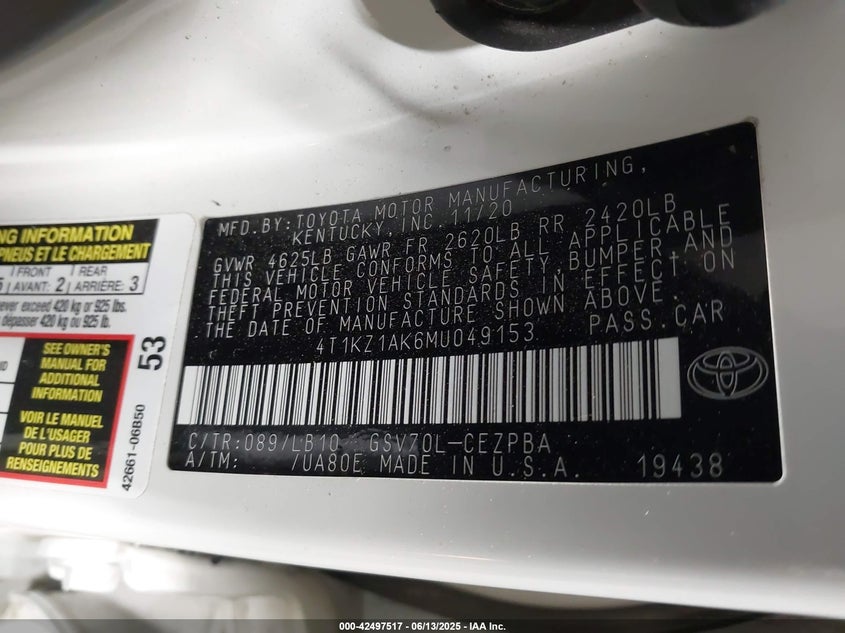 MFD. BY: TOYOTA MOTOR MANUFACTURING,
KENTUCKY, INC 11/20
GVWR 4625LB GAWR FR 2620LB RR 2420LB
THIS VEHICLE CONFORMS TO ALL APPLICABLE
FEDERAL MOTOR VEHICLE SAFETY, BUMPER AND
THEFT PREVENTION STANDARDS IN EFFECT ON
THE DATE OF MANUFACTURE SHOWN ABOVE.
4T1KZ1AK6MU049153 PASS. CAR
C/TR: 089/LB10 GSV70L-CEZPBA
A/TM: /UA80E MADE IN U.S.A. 19438
NG INFORMATION
PNEUS ET LE CHARGEMENT
FRONT REAR
AVANT: 2 ARRIÈRE: 3
never exceed 420 kg or 925 lbs.
dépasser 420 kg ou 925 lb.
SEE OWNER'S
MANUAL FOR
ADDITIONAL
INFORMATION
VOIR LE MANUEL
DE L'USAGER
POUR PLUS DE
RENSEIGNEMENTS
53
42661-06B50
000-42497517 - 06/13/2025 - IAA Inc.